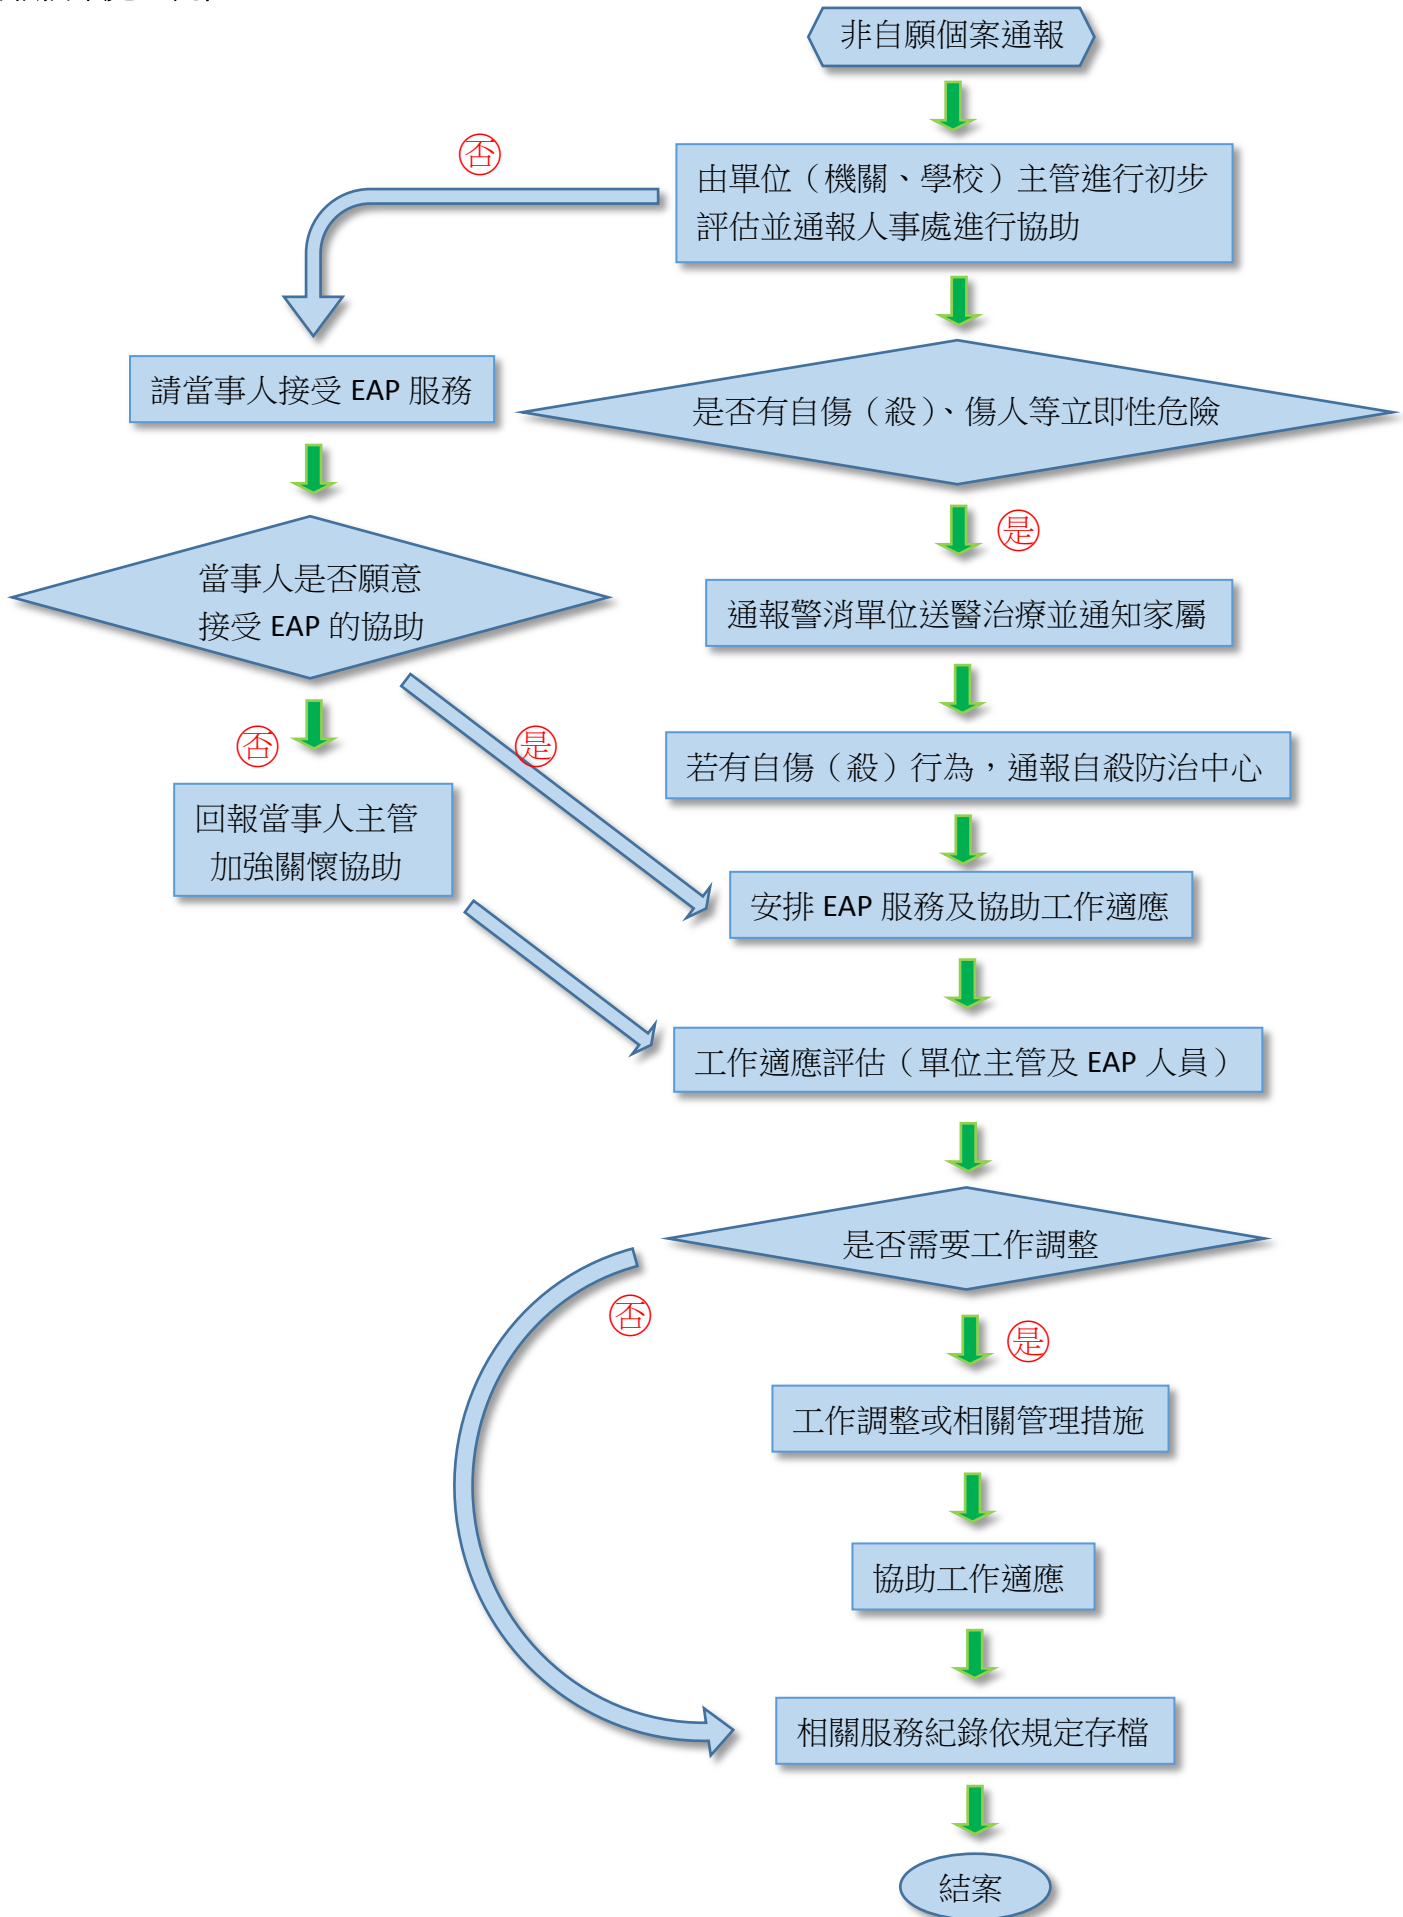 非自願個案通報
否
由單位（機關、學校）主管進行初步
評估並通報人事處進行協助
請當事人接受 EAP 服務
是否有自傷（殺）、傷人等立即性危險
是
當事人是否願意
接受 EAP 的協助
通報警消單位送醫治療並通知家屬
否
是
若有自傷（殺）行為，通報自殺防治中心
回報當事人主管
加強關懷協助
安排 EAP 服務及協助工作適應
工作適應評估（單位主管及 EAP 人員）
是否需要工作調整
否
是
工作調整或相關管理措施
協助工作適應
相關服務紀錄依規定存檔
結案